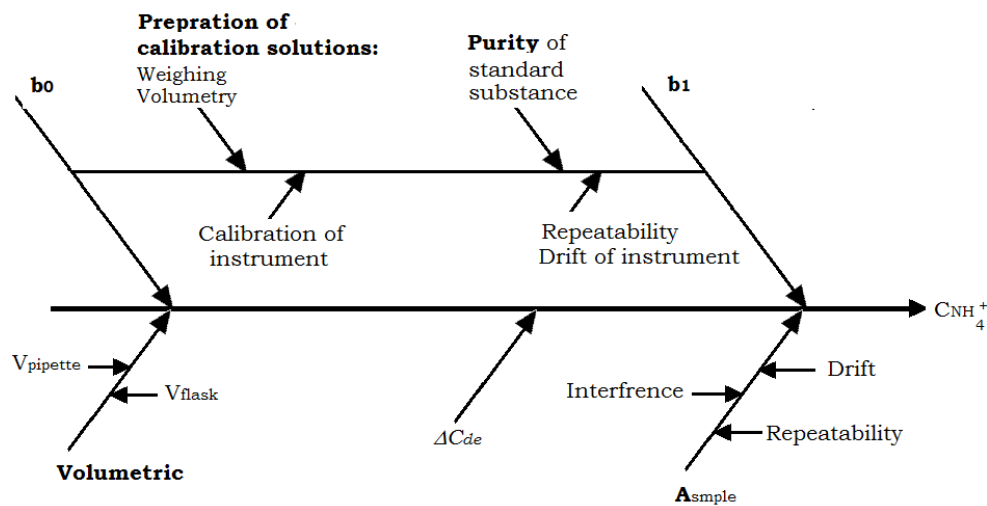 Prepration of
calibration solutions:
Weighing
Volumetry
Purity of
standard
substance
b0
b1
Calibration of
instrument
Repeatability
Drift of instrument
CNH4+
Vpipette
Vflask
Drift
Interfrence
ΔCde
Repeatability
Volumetric
Asmple